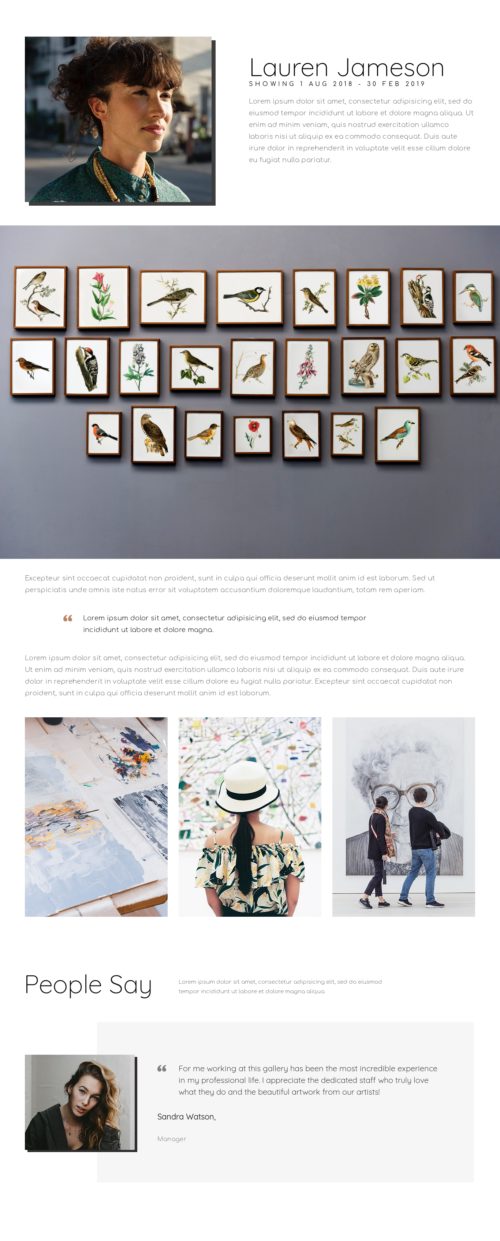 Lauren Jameson
SHOWING 1 AUG 2018 - 30 FEB 2019
Lorem ipsum dolor sit amet, consectetur adipisicing elit, sed do
eiusmod tempor incididunt ut labore et dolore magna aliqua. Ut
enim ad minim veniam, quis nostrud exercitation ullamco
laboris nisi ut aliquip ex ea commodo consequat. Duis aute
irure dolor in reprehenderit in voluptate velit esse cillum dolore
eu fugiat nulla pariatur.
Excepteur sint occaecat cupidatat non proident, sunt in culpa qui officia deserunt mollit anim id est laborum. Sed ut
perspiciatis unde omnis iste natus error sit voluptatem accusantium doloremque laudantium, totam rem aperiam.
“ Lorem ipsum dolor sit amet, consectetur adipisicing elit, sed do eiusmod tempor
incididunt ut labore et dolore magna.
Lorem ipsum dolor sit amet, consectetur adipisicing elit, sed do eiusmod tempor incididunt ut labore et dolore magna aliqua.
Ut enim ad minim veniam, quis nostrud exercitation ullamco laboris nisi ut aliquip ex ea commodo consequat. Duis aute irure
dolor in reprehenderit in voluptate velit esse cillum dolore eu fugiat nulla pariatur. Excepteur sint occaecat cupidatat non
proident, sunt in culpa qui officia deserunt mollit anim id est laborum.
People Say
Lorem ipsum dolor sit amet, consectetur adipisicing elit, sed do eiusmod
tempor incididunt ut labore et dolore magna aliqua.
“ For me working at this gallery has been the most incredible experience
in my professional life. I appreciate the dedicated staff who truly love
what they do and the beautiful artwork from our artists!
Sandra Watson,
Manager